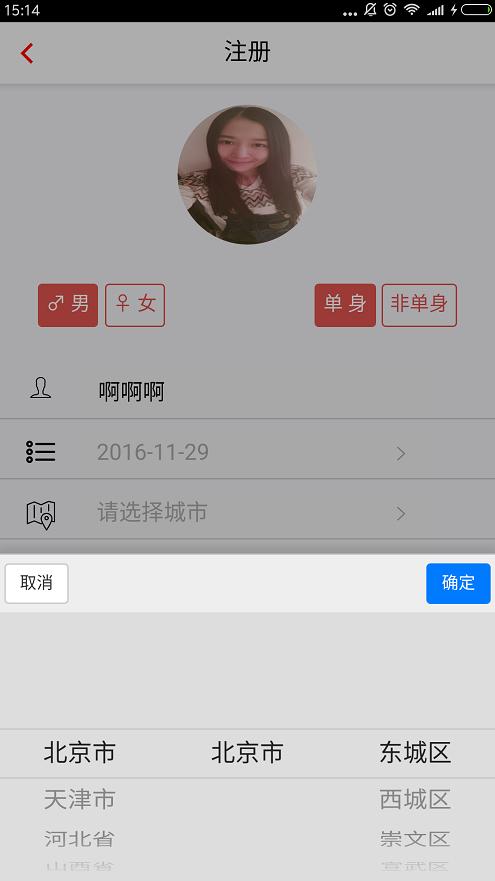 15:14
注册
♂ 男 ♀ 女 单 身 非单身
啊啊啊
2016-11-29
请选择城市
取消 确定
北京市 北京市 东城区
天津市 西城区
河北省 崇文区
山西省 宣武区